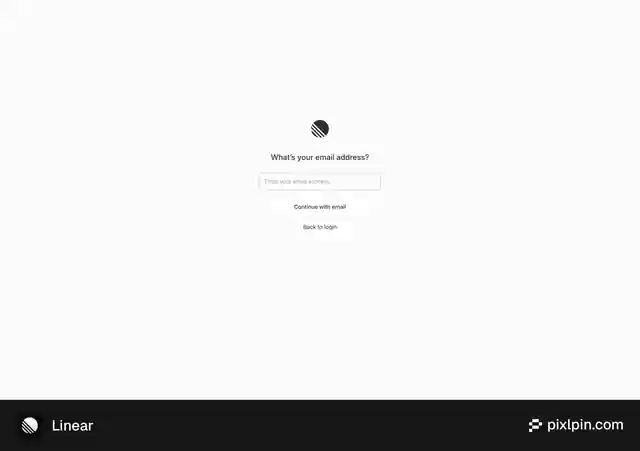 What's your email address?
Enter your email address...
Continue with email
Back to login
Linear
pixlpin.com